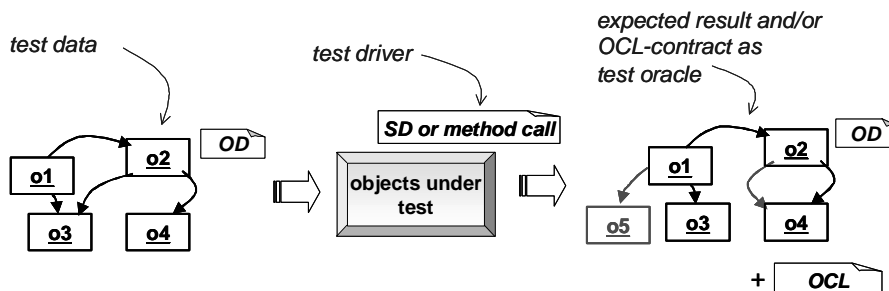 test data
test driver
expected result and/or
OCL-contract as
test oracle
SD or method call
OD
OD
o1
o2
o3
o4
objects under
test
o1
o2
o5
o3
o4
+ OCL